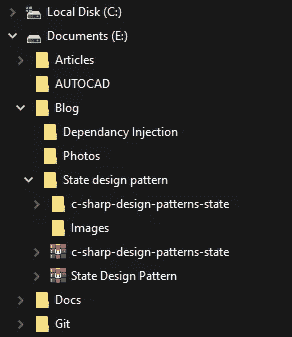 Local Disk (C:)
Documents (E:)
Articles
AUTOCAD
Blog
Dependancy Injection
Photos
State design pattern
c-sharp-design-patterns-state
Images
c-sharp-design-patterns-state
State Design Pattern
Docs
Git